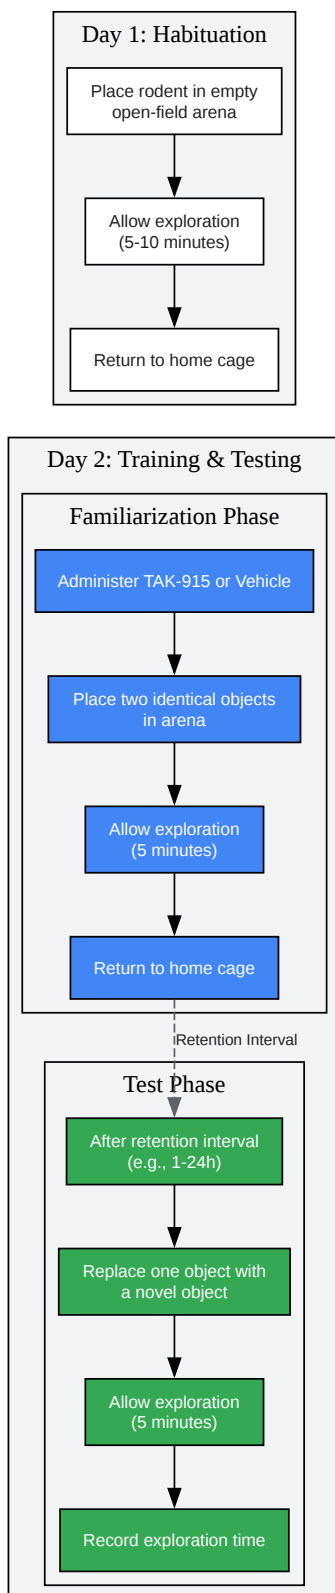 Day 1: Habituation
Place rodent in empty
open-field arena
Allow exploration
(5-10 minutes)
Return to home cage
Day 2: Training & Testing
Familiarization Phase
Administer TAK-915 or Vehicle
Place two identical objects
in arena
Allow exploration
(5 minutes)
Return to home cage
Retention Interval
Test Phase
After retention interval
(e.g., 1-24h)
Replace one object with
a novel object
Allow exploration
(5 minutes)
Record exploration time